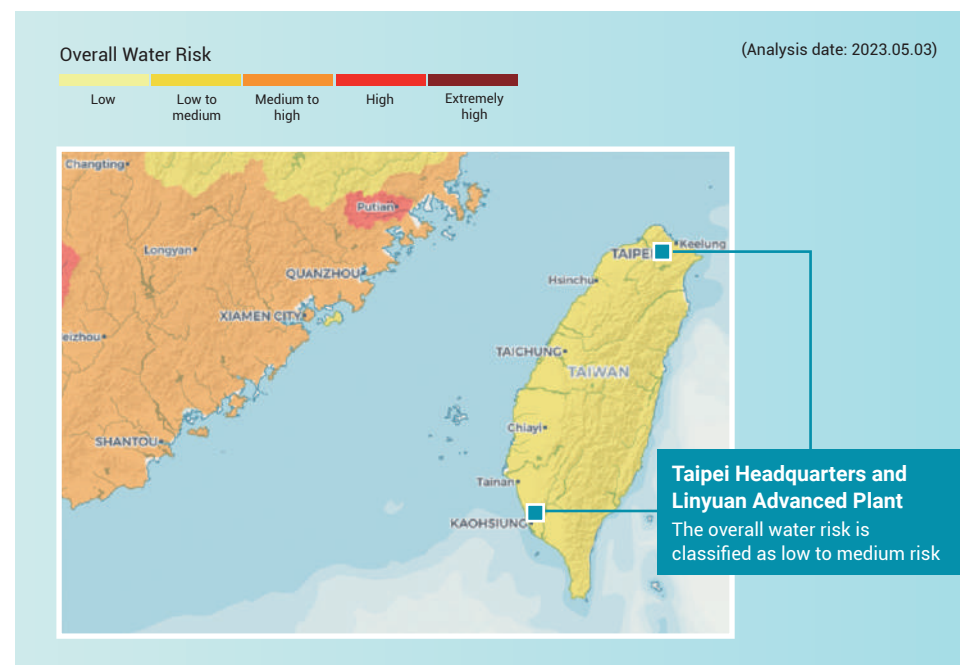 Overall Water Risk
(Analysis date: 2023.05.03)
Low
Low to
medium
Medium to
high
High
Extremely
high
Changting
Putian
Longyan
QUANZHOU
XIAMEN CITY
eizhou
SHANTOU
Keelung
TAIPEI
Hsinchu
TAICHUNG
TAIWAN
Chiayi
Tainan
KAOHSIUNG
Taipei Headquarters and
Linyuan Advanced Plant
The overall water risk is
classified as low to medium risk